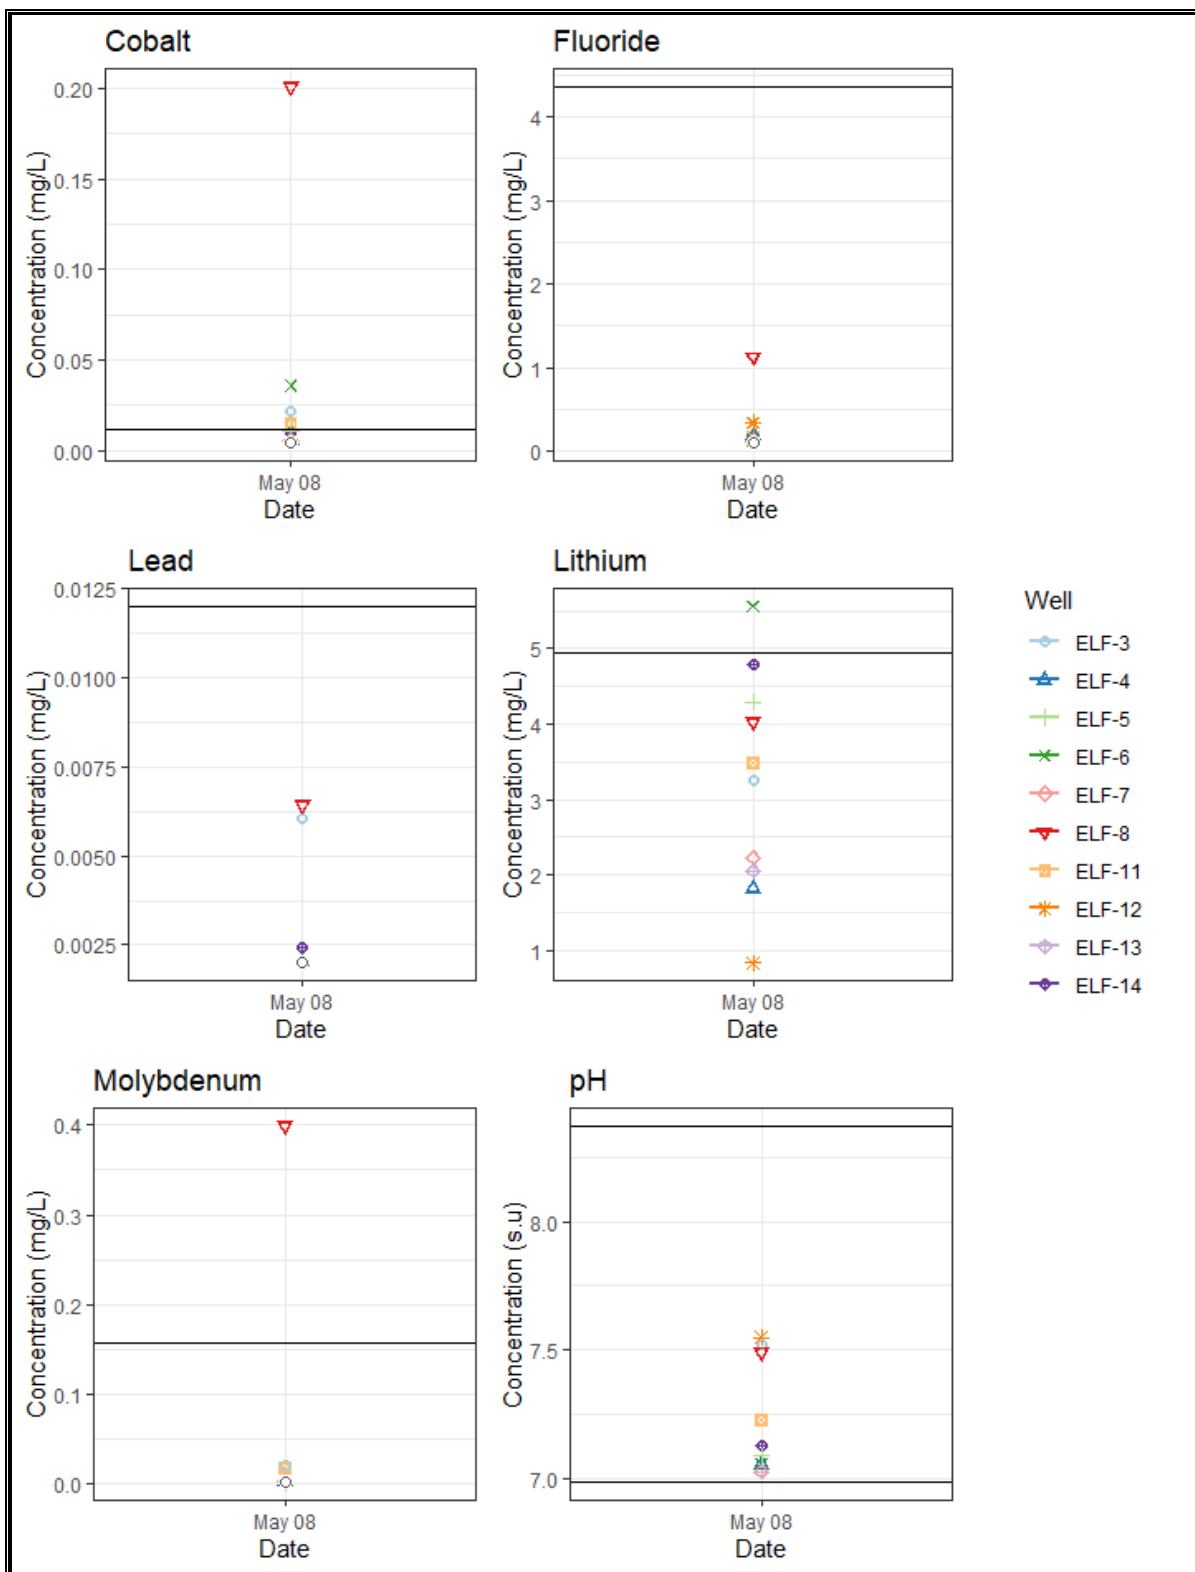 Cobalt
Concentration (mg/L)
0.20
0.15
0.10
0.05
0.00
May 08
Date
Fluoride
Concentration (mg/L)
4
3
2
1
0
May 08
Date
Lead
Concentration (mg/L)
0.0125
0.0100
0.0075
0.0050
0.0025
May 08
Date
Lithium
Concentration (mg/L)
5
4
3
2
1
May 08
Date
Well
ELF-3
ELF-4
ELF-5
ELF-6
ELF-7
ELF-8
ELF-11
ELF-12
ELF-13
ELF-14
Molybdenum
Concentration (mg/L)
0.4
0.3
0.2
0.1
0.0
May 08
Date
pH
Concentration (s.u)
8.0
7.5
7.0
May 08
Date